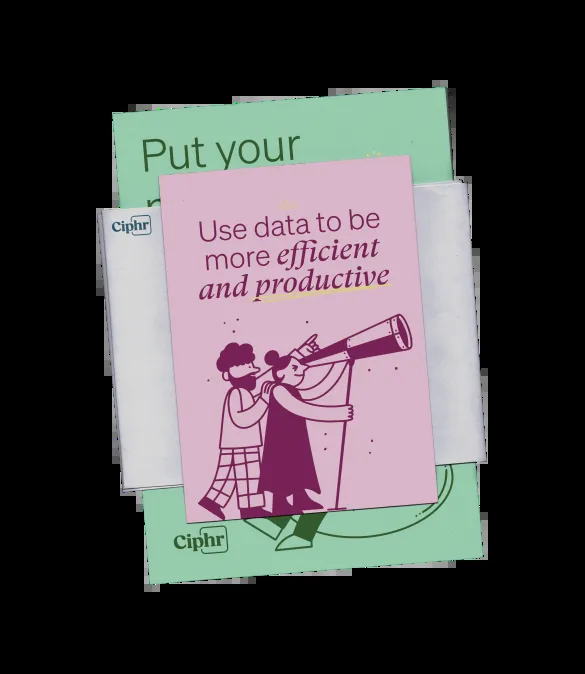 Put your
Ciphr
Use data to be
more efficient
and productive
Ciphr